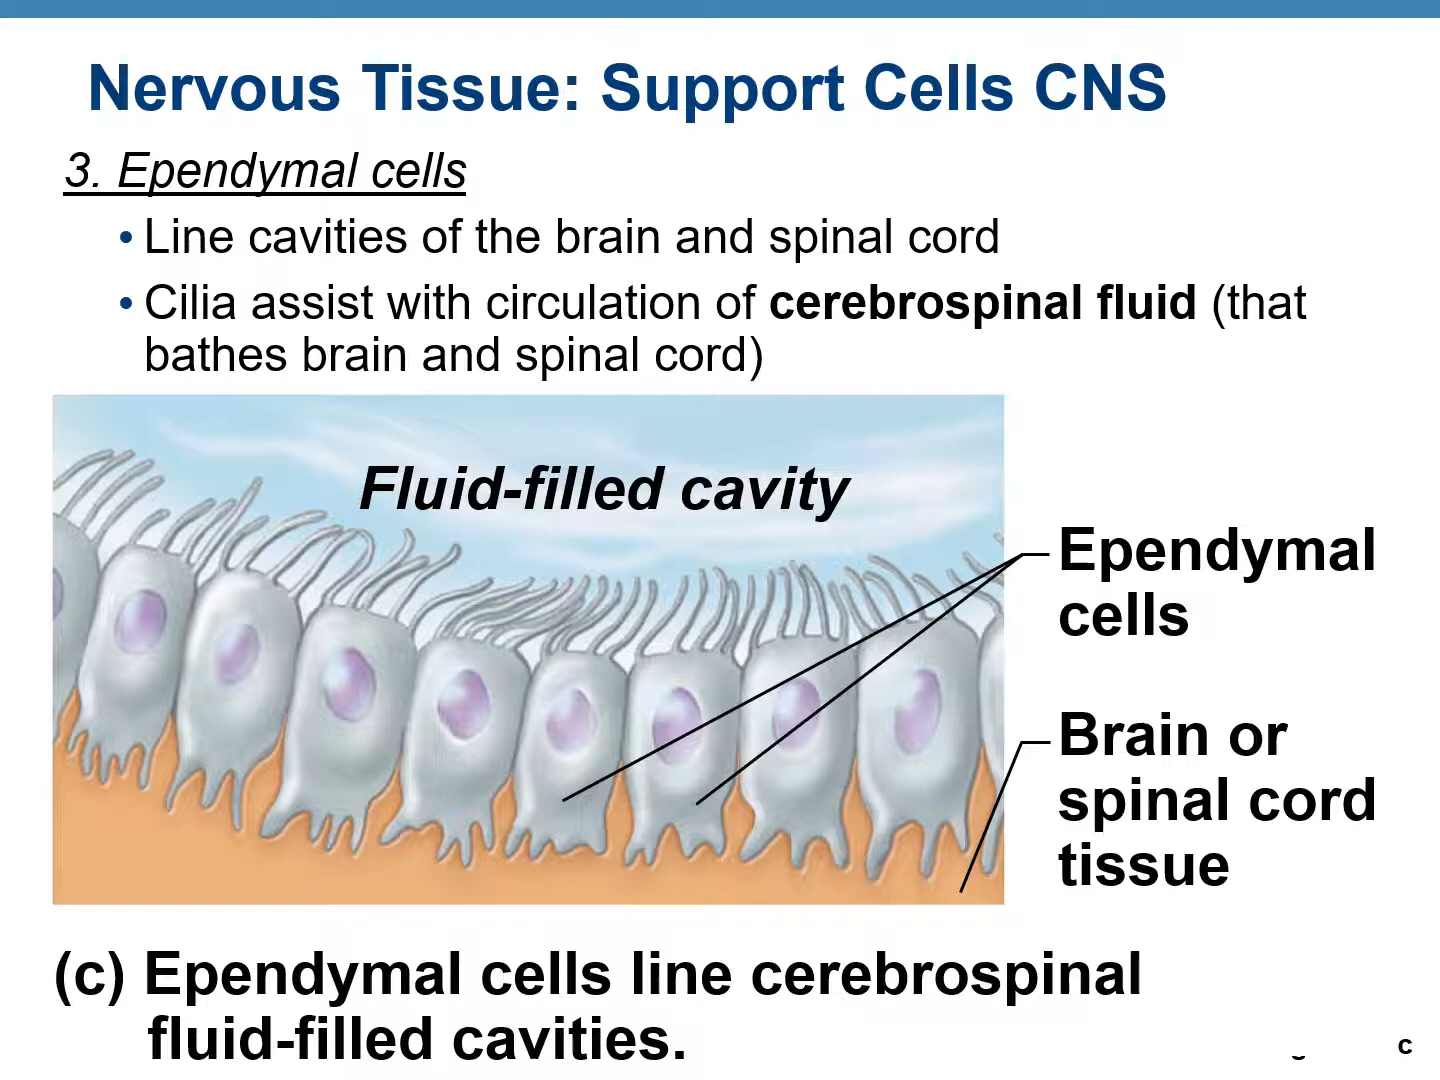 Nervous Tissue: Support Cells CNS
3. Ependymal cells
• Line cavities of the brain and spinal cord
• Cilia assist with circulation of cerebrospinal fluid (that
bathes brain and spinal cord)
Fluid-filled cavity
Ependymal
cells
Brain or
spinal cord
tissue
(c) Ependymal cells line cerebrospinal
fluid-filled cavities.
c